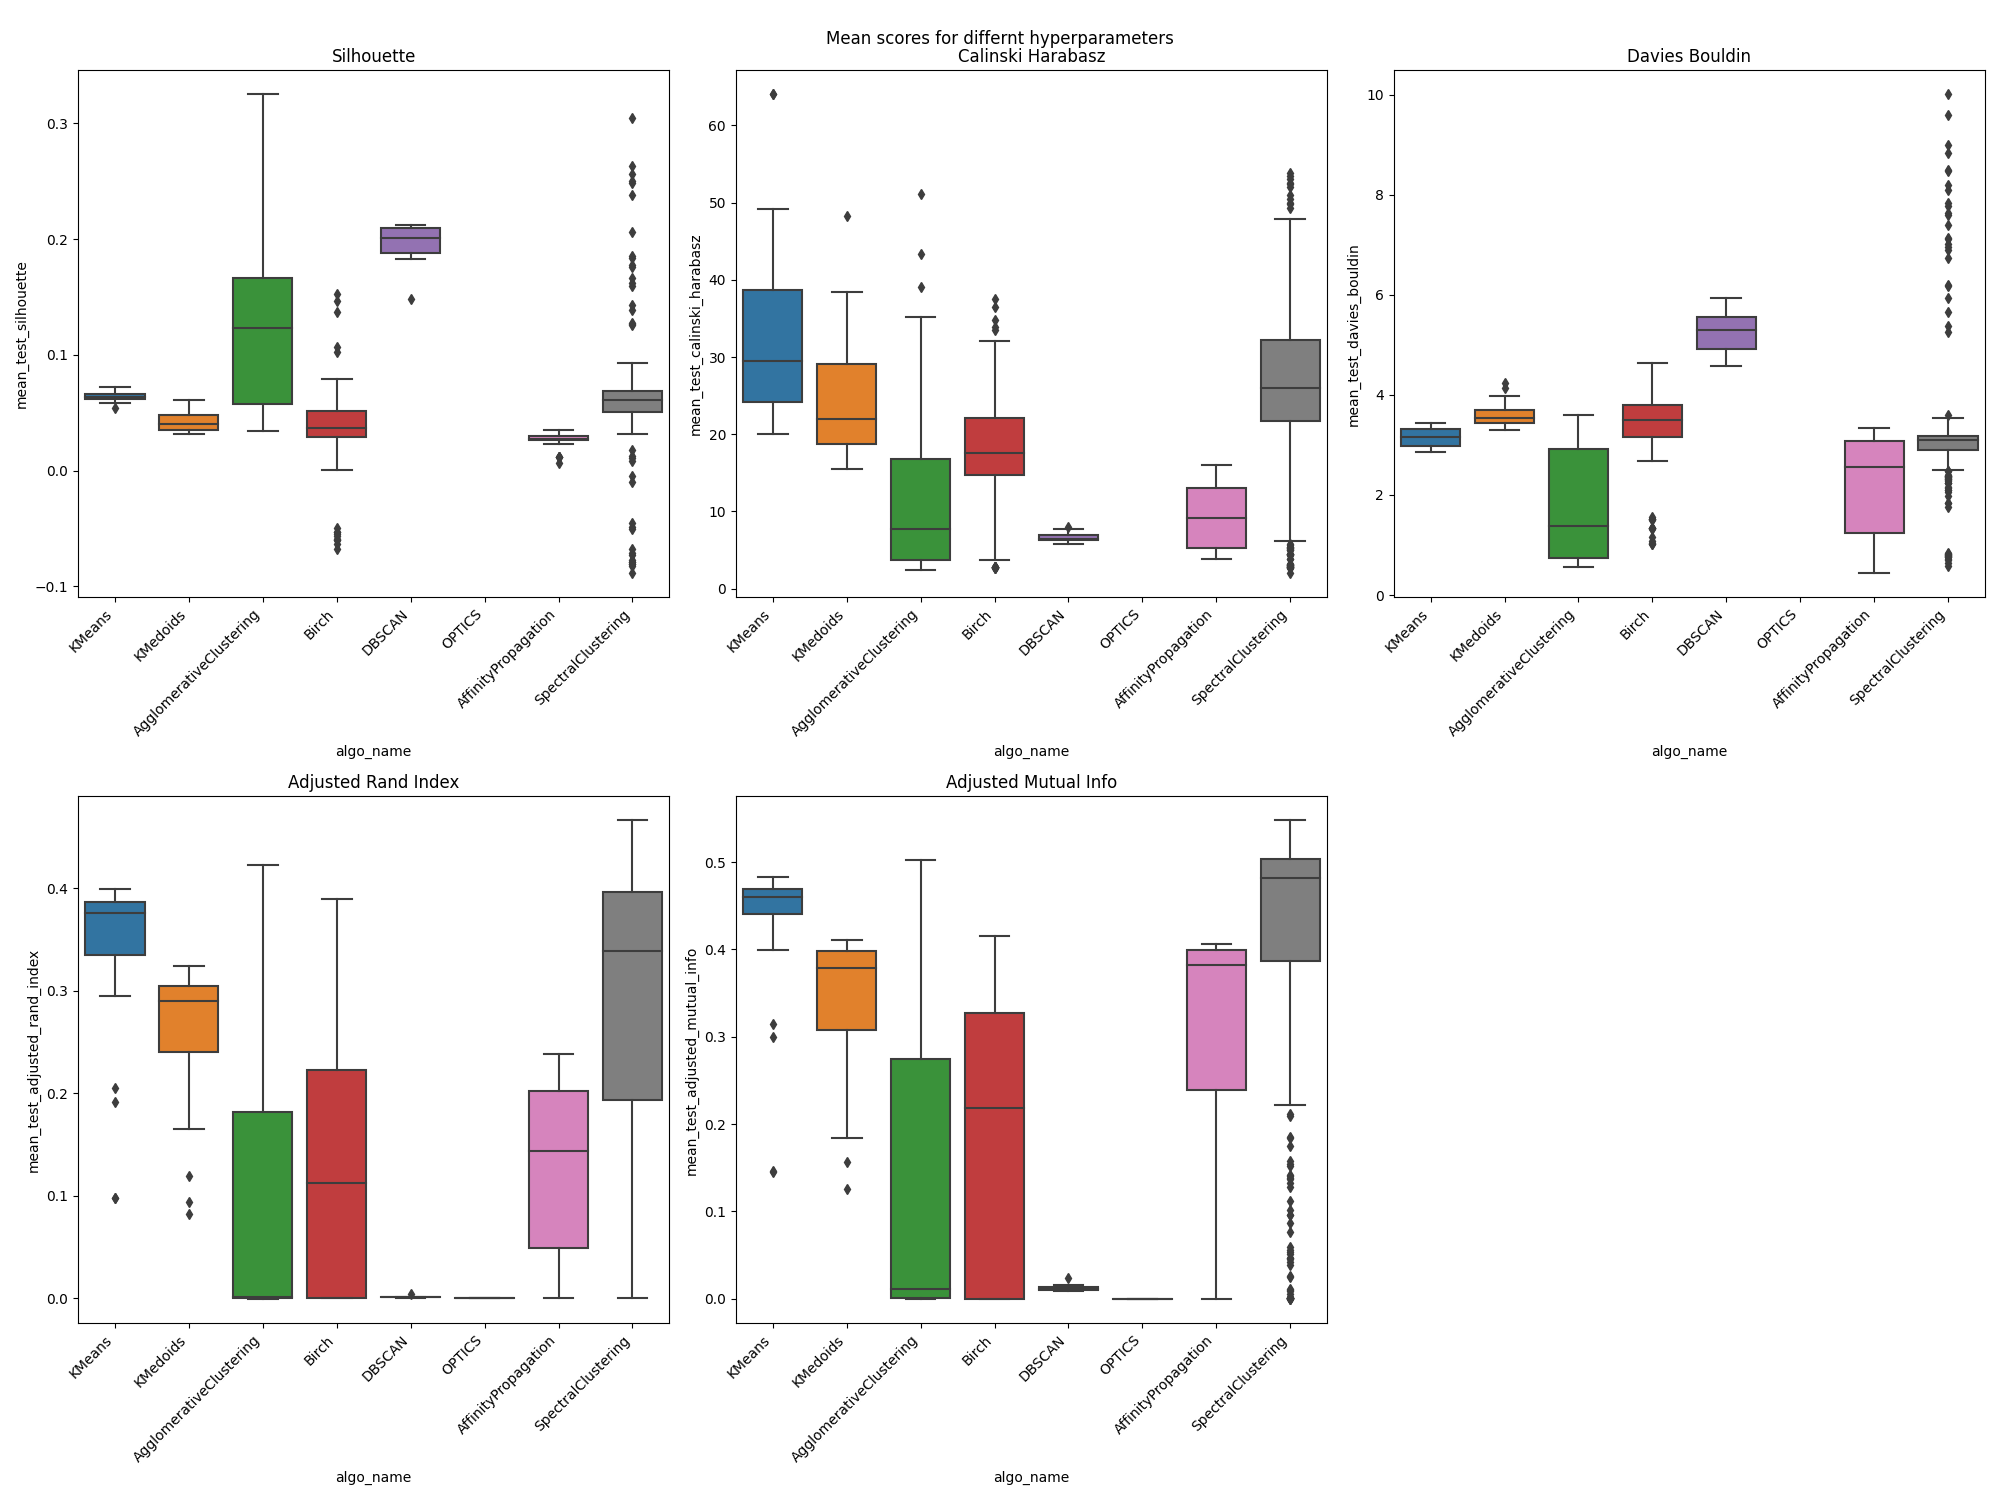 Mean scores for differnt hyperparameters
Silhouette
mean_test_silhouette
0.3
0.2
0.1
0.0
−0.1
KMeans
KMedoids
AgglomerativeClustering
Birch
DBSCAN
OPTICS
AffinityPropagation
SpectralClustering
algo_name
Calinski Harabasz
mean_test_calinski_harabasz
60
50
40
30
20
10
0
KMeans
KMedoids
AgglomerativeClustering
Birch
DBSCAN
OPTICS
AffinityPropagation
SpectralClustering
algo_name
Davies Bouldin
mean_test_davies_bouldin
10
8
6
4
2
0
KMeans
KMedoids
AgglomerativeClustering
Birch
DBSCAN
OPTICS
AffinityPropagation
SpectralClustering
algo_name
Adjusted Rand Index
mean_test_adjusted_rand_index
0.4
0.3
0.2
0.1
0.0
KMeans
KMedoids
AgglomerativeClustering
Birch
DBSCAN
OPTICS
AffinityPropagation
SpectralClustering
algo_name
Adjusted Mutual Info
mean_test_adjusted_mutual_info
0.5
0.4
0.3
0.2
0.1
0.0
KMeans
KMedoids
AgglomerativeClustering
Birch
DBSCAN
OPTICS
AffinityPropagation
SpectralClustering
algo_name